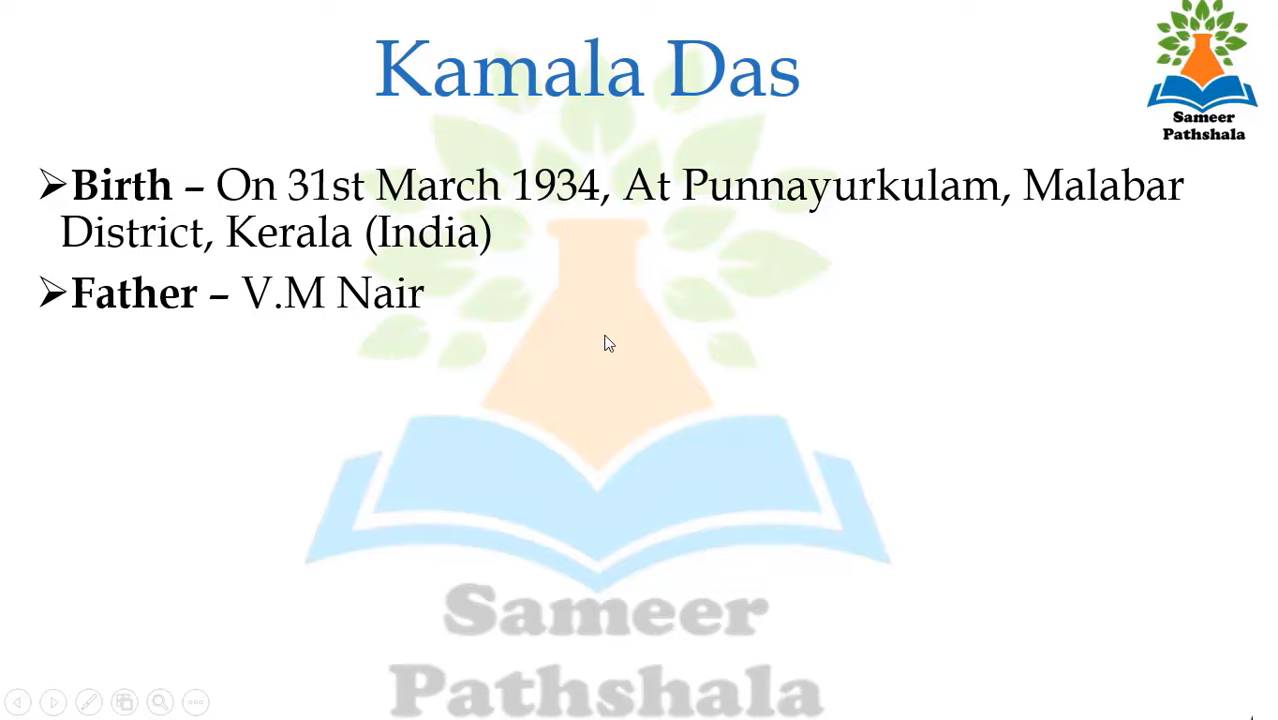 Kamala Das
Sameer
Pathshala
➢Birth – On 31st March 1934, At Punnayurkulam, Malabar
District, Kerala (India)
➢Father – V.M Nair
Sameer
Pathshala